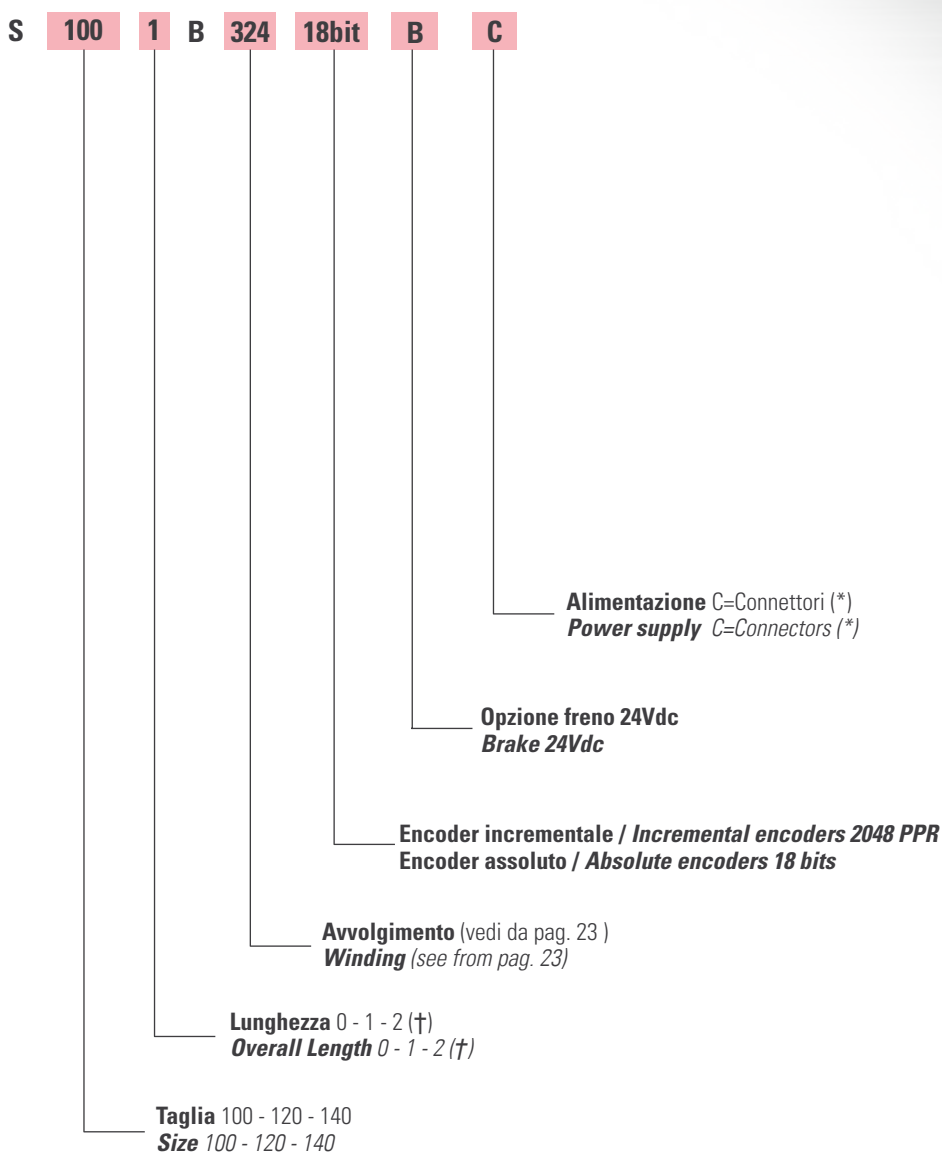 S 100 1 B 324 18bit B C
Alimentazione C=Connettori (*)
Power supply C=Connectors (*)
Opzione freno 24Vdc
Brake 24Vdc
Encoder incrementale / Incremental encoders 2048 PPR
Encoder assoluto / Absolute encoders 18 bits
Avvolgimento (vedi da pag. 23 )
Winding (see from pag. 23)
Lunghezza 0 - 1 - 2 (†)
Overall Length 0 - 1 - 2 (†)
Taglia 100 - 120 - 140
Size 100 - 120 - 140